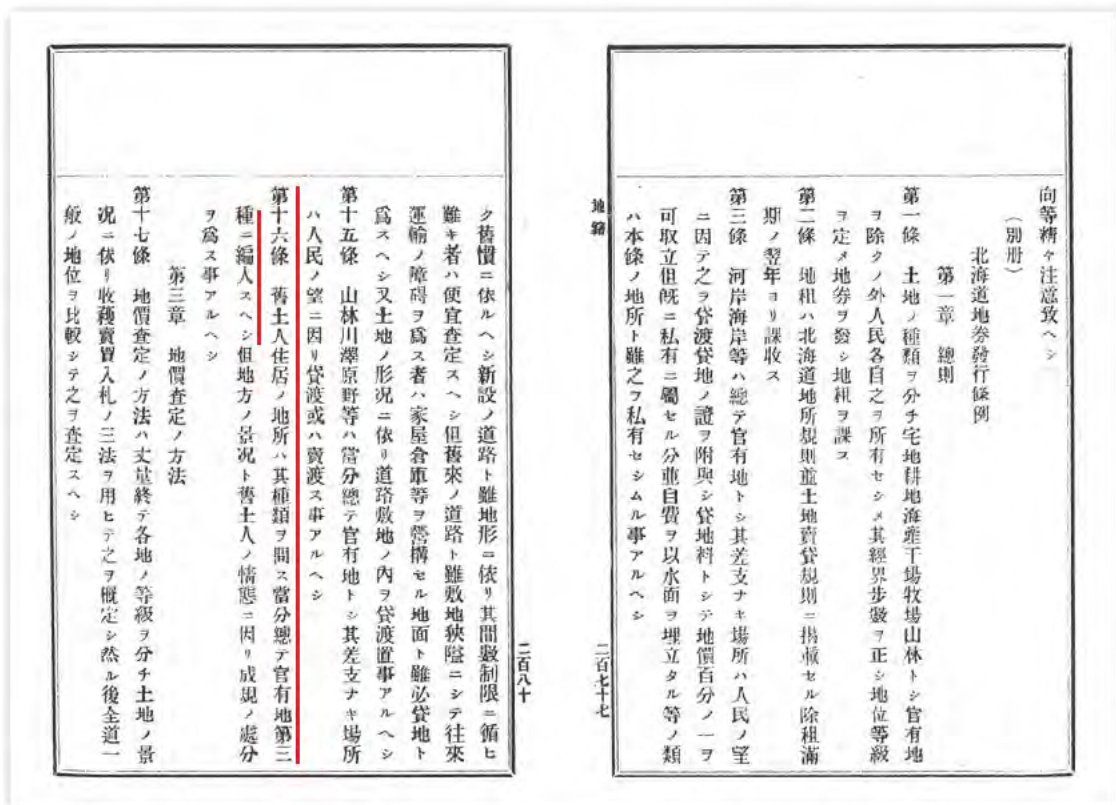 向等精々注意致ヘシ
(別册)
北海道地券發行條例
第一章　總則
第一條　土地ノ種類ヲ分チ宅地耕地海產干場牧場山林トシ官有地
ヲ除クノ外人民各自之ヲ所有セシメ其經界步數ヲ正シ地位等級
ヲ定メ地券ヲ發シ地租ヲ課ス
第二條　地租ハ北海道地所規則並土地賣貸規則ニ揭載セル除租滿
期ノ翌年ヨリ課收ス
第三條　河岸海岸等ハ總テ官有地トシ其差支ナキ場所ハ人民ノ望
ニ因テ之ヲ貸渡貸地ノ證ヲ附與シ貸地料トシテ地價百分ノ一ヲ
可取立但旣ニ私有ニ屬セル分並自費ヲ以水面ヲ埋立タル等ノ類
ハ本條ノ地所ト雖之ヲ私有セシムル事アルヘシ
地籍
二百七十七
二百八十
ク舊慣ニ依ルヘシ新設ノ道路ト雖地形ニ依リ其間數制限ニ循ヒ
難キ者ハ便宜査定スヘシ但舊來ノ道路ト雖敷地狹隘ニシテ往來
運輸ノ障碍ヲ爲ス者ハ家屋倉庫等ヲ營搆セル地面ト雖必貸地ト
爲スヘシ又土地ノ形況ニ依リ道路敷地ノ內ヲ貸渡置事アルヘシ
第十五條　山林川澤原野等ハ當分總テ官有地トシ其差支ナキ場所
ハ人民ノ望ニ因リ貸渡或ハ賣渡ス事アルヘシ
第十六條　舊土人住居ノ地所ハ其種類ヲ問ス當分總テ官有地第三
種ニ編入スヘシ但地方ノ景况ト舊土人ノ情態ニ因リ成規ノ處分
ヲ爲ス事アルヘシ
第三章　地價査定ノ方法
第十七條　地價査定ノ方法ハ丈量終テ各地ノ等級ヲ分チ土地ノ景
况ニ伏リ收穫賣買入札ノ三法ヲ用ヒテ之ヲ槪定シ然ル後全道一
般ノ地位ヲ比較シテ之ヲ査定スヘシ